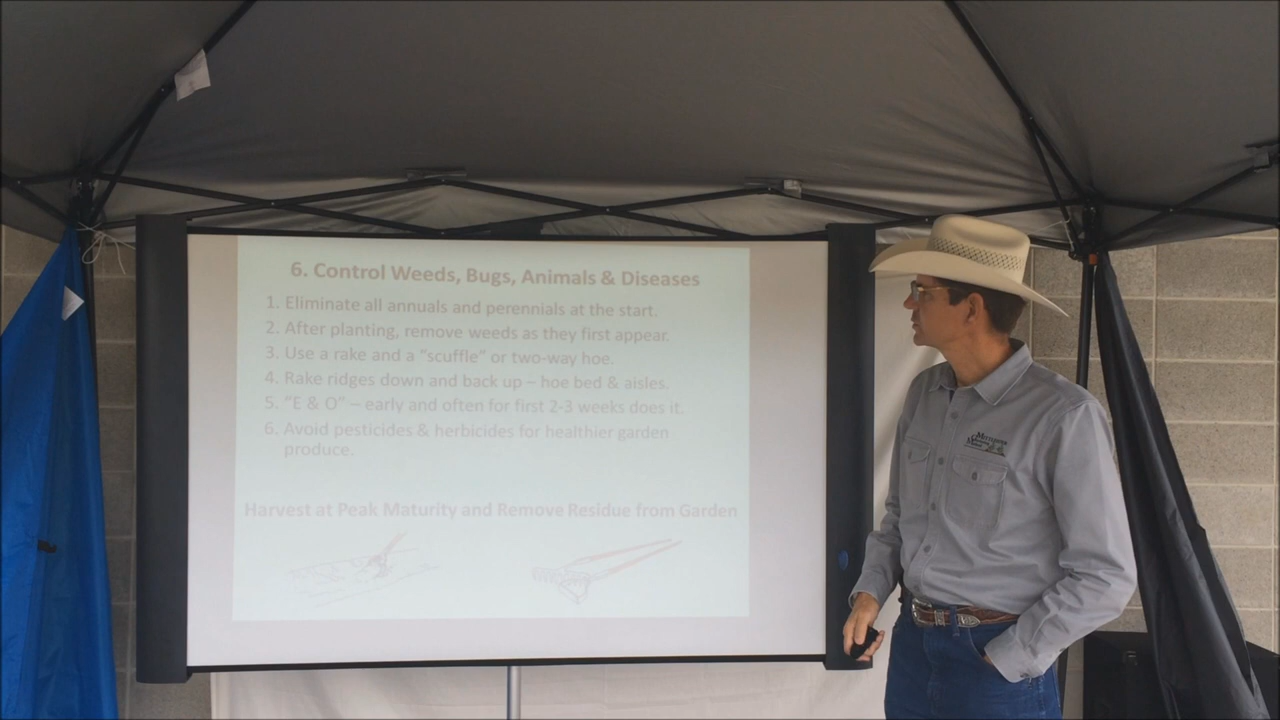 6. Control Weeds, Bugs, Animals & Diseases
1. Eliminate all annuals and perennials at the start.
2. After planting, remove weeds as they first appear.
3. Use a rake and a "scuffle" or two-way hoe.
4. Rake ridges down and back up – hoe bed & aisles.
5. "E & O" – early and often for first 2-3 weeks does it.
6. Avoid pesticides & herbicides for healthier garden
produce.
Harvest at Peak Maturity and Remove Residue from Garden